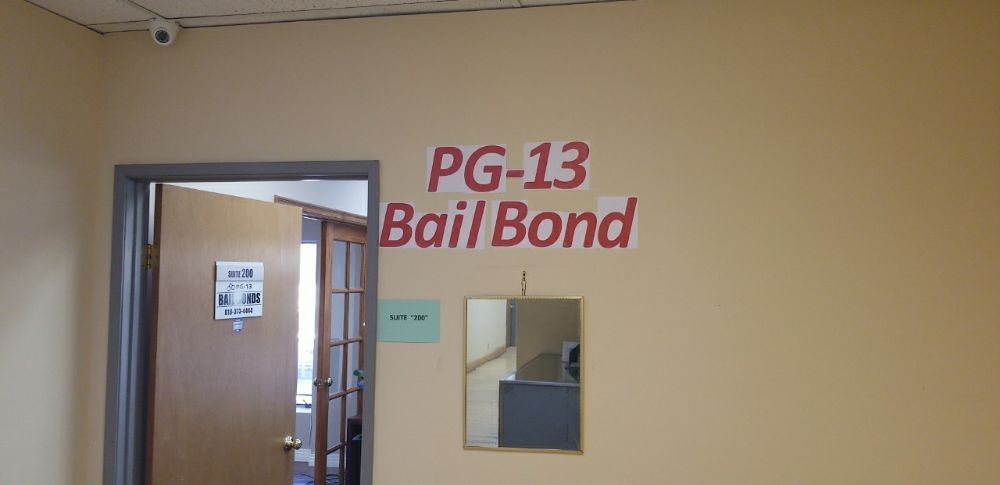 PG-13
Bail Bond
SUITE 200
PG-13
BAIL BONDS
SUITE "200"